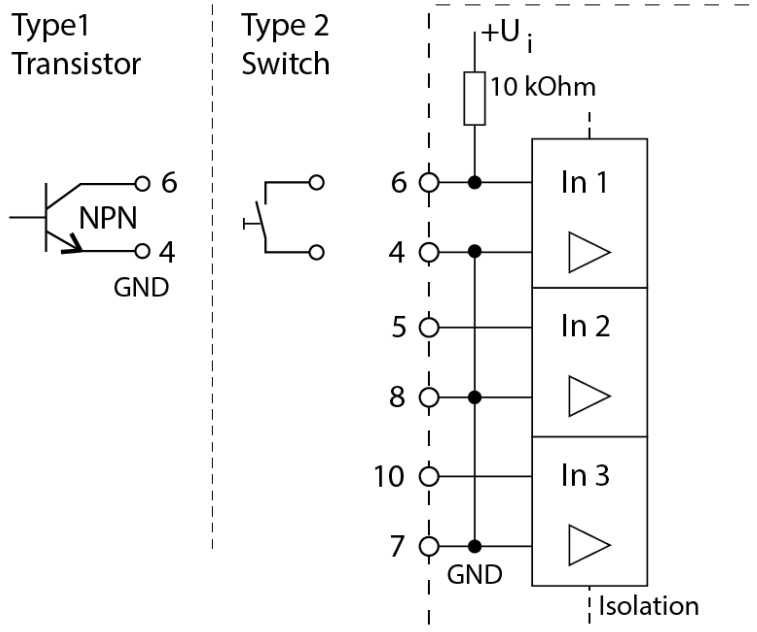 Type1
Transistor
Type 2
Switch
+U i
10 kOhm
6
NPN
4
GND
6
In 1
4
5
In 2
8
10
In 3
7
GND
Isolation